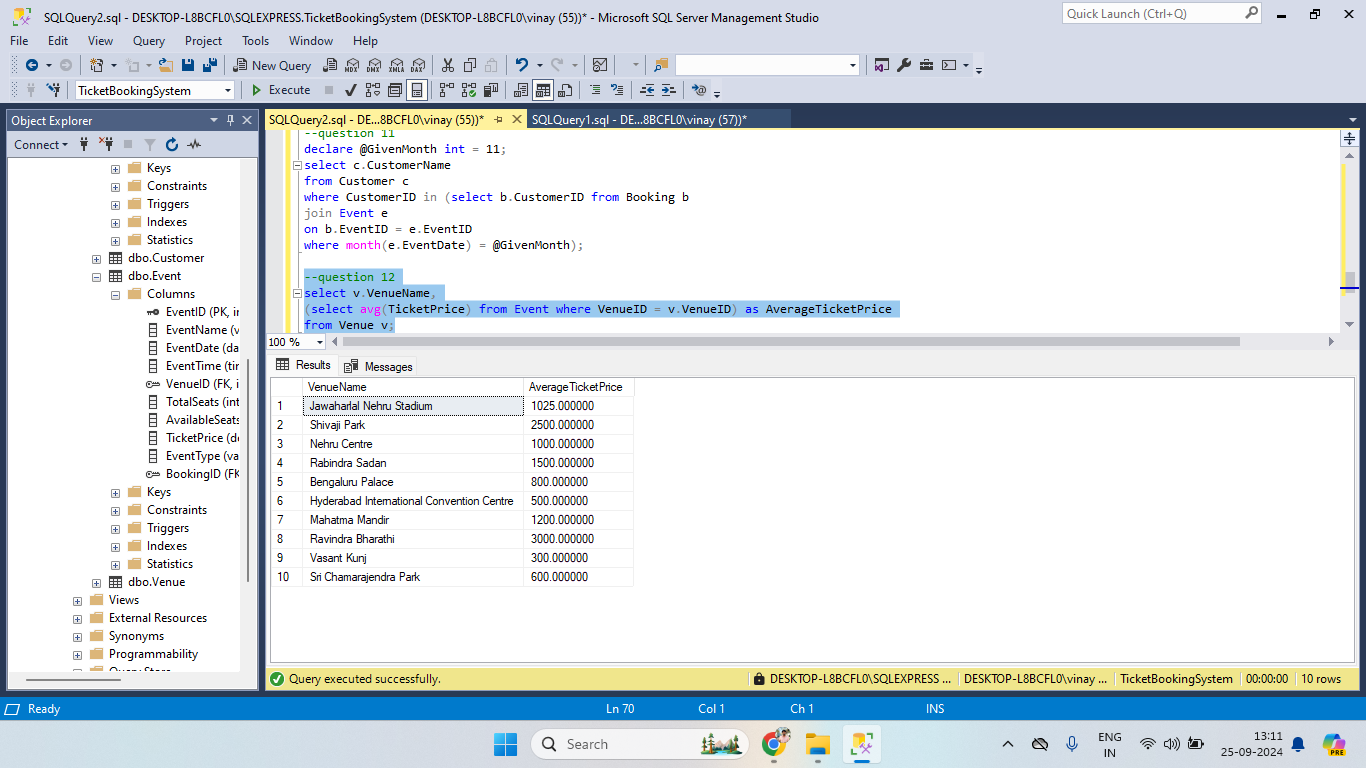 SQLQuery2.sql - DESKTOP-L8BCFL0\SQLEXPRESS.TicketBookingSystem (DESKTOP-L8BCFL0\vinay (55))* - Microsoft SQL Server Management Studio
Quick Launch (Ctrl+Q)
File Edit View Query Project Tools Window Help
New Query
MDX DMX XMLA DAX
TicketBookingSystem
Execute
Object Explorer
Connect
Keys
Constraints
Triggers
Indexes
Statistics
dbo.Customer
dbo.Event
Columns
EventID (PK, in
EventName (v
EventDate (da
EventTime (tin
VenueID (FK, i
TotalSeats (int
AvailableSeats
TicketPrice (de
EventType (va
BookingID (FK
Keys
Constraints
Triggers
Indexes
Statistics
dbo.Venue
Views
External Resources
Synonyms
Programmability
Query Store
SQLQuery2.sql - DE...8BCFL0\vinay (55))*
SQLQuery1.sql - DE...8BCFL0\vinay (57))*
--question 11
declare @GivenMonth int = 11;
select c.CustomerName
from Customer c
where CustomerID in (select b.CustomerID from Booking b
join Event e
on b.EventID = e.EventID
where month(e.EventDate) = @GivenMonth);
--question 12
select v.VenueName,
(select avg(TicketPrice) from Event where VenueID = v.VenueID) as AverageTicketPrice
from Venue v;
100 %
Results Messages
VenueName AverageTicketPrice
1 Jawaharlal Nehru Stadium 1025.000000
2 Shivaji Park 2500.000000
3 Nehru Centre 1000.000000
4 Rabindra Sadan 1500.000000
5 Bengaluru Palace 800.000000
6 Hyderabad International Convention Centre 500.000000
7 Mahatma Mandir 1200.000000
8 Ravindra Bharathi 3000.000000
9 Vasant Kunj 300.000000
10 Sri Chamarajendra Park 600.000000
Query executed successfully.
DESKTOP-L8BCFL0\SQLEXPRESS ... DESKTOP-L8BCFL0\vinay ... TicketBookingSystem 00:00:00 10 rows
Ready Ln 70 Col 1 Ch 1 INS
Search
ENG
IN
13:11
25-09-2024
PRE